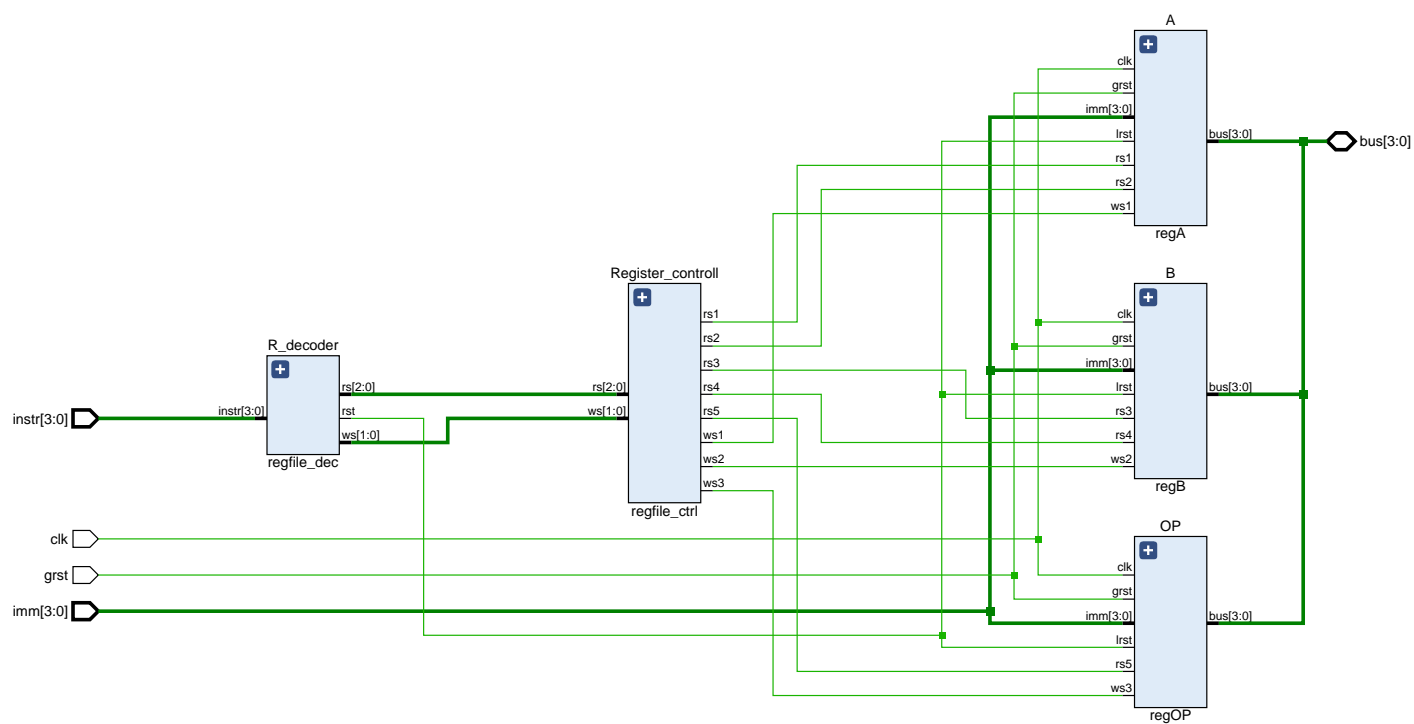 A
clk
grst
imm[3:0]
lrst
rs1
rs2
ws1
bus[3:0]
regA
bus[3:0]
Register_controll
rs1
rs2
rs3
rs4
rs5
ws1
ws2
ws3
rs[2:0]
ws[1:0]
regfile_ctrl
B
clk
grst
imm[3:0]
lrst
rs3
rs4
ws2
bus[3:0]
regB
R_decoder
instr[3:0]
rs[2:0]
rst
ws[1:0]
regfile_dec
instr[3:0]
clk
grst
imm[3:0]
OP
clk
grst
imm[3:0]
lrst
rs5
ws3
bus[3:0]
regOP